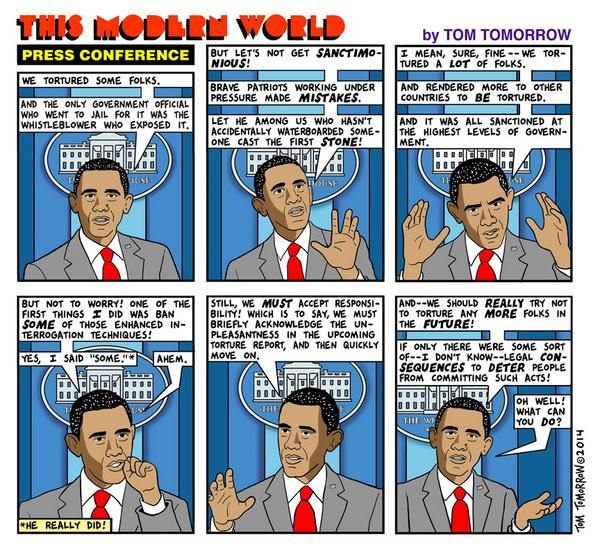 THIS MODERN WORLD
by TOM TOMORROW
PRESS CONFERENCE
WE TORTURED SOME FOLKS.
AND THE ONLY GOVERNMENT OFFICIAL
WHO WENT TO JAIL FOR IT WAS THE
WHISTLEBLOWER WHO EXPOSED IT.
BUT LET'S NOT GET SANCTIMO-
NIOUS!
BRAVE PATRIOTS WORKING UNDER
PRESSURE MADE MISTAKES.
LET HE AMONG US WHO HASN'T
ACCIDENTALLY WATERBOARDED SOME-
ONE CAST THE FIRST STONE!
I MEAN, SURE, FINE--WE TOR-
TURED A LOT OF FOLKS.
AND RENDERED MORE TO OTHER
COUNTRIES TO BE TORTURED.
AND IT WAS ALL SANCTIONED AT
THE HIGHEST LEVELS OF GOVERN-
MENT.
BUT NOT TO WORRY! ONE OF THE
FIRST THINGS I DID WAS BAN
SOME OF THOSE ENHANCED IN-
TERROGATION TECHNIQUES!
YES, I SAID "SOME."*
AHEM.
*HE REALLY DID!
STILL, WE MUST ACCEPT RESPONSI-
BILITY! WHICH IS TO SAY, WE MUST
BRIEFLY ACKNOWLEDGE THE UN-
PLEASANTNESS IN THE UPCOMING
TORTURE REPORT, AND THEN QUICKLY
MOVE ON.
AND--WE SHOULD REALLY TRY NOT
TO TORTURE ANY MORE FOLKS IN
THE FUTURE!
IF ONLY THERE WERE SOME SORT
OF--I DON'T KNOW--LEGAL CON-
SEQUENCES TO DETER PEOPLE
FROM COMMITTING SUCH ACTS!
OH WELL!
WHAT CAN
YOU DO?
TOM TOMORROW©2014